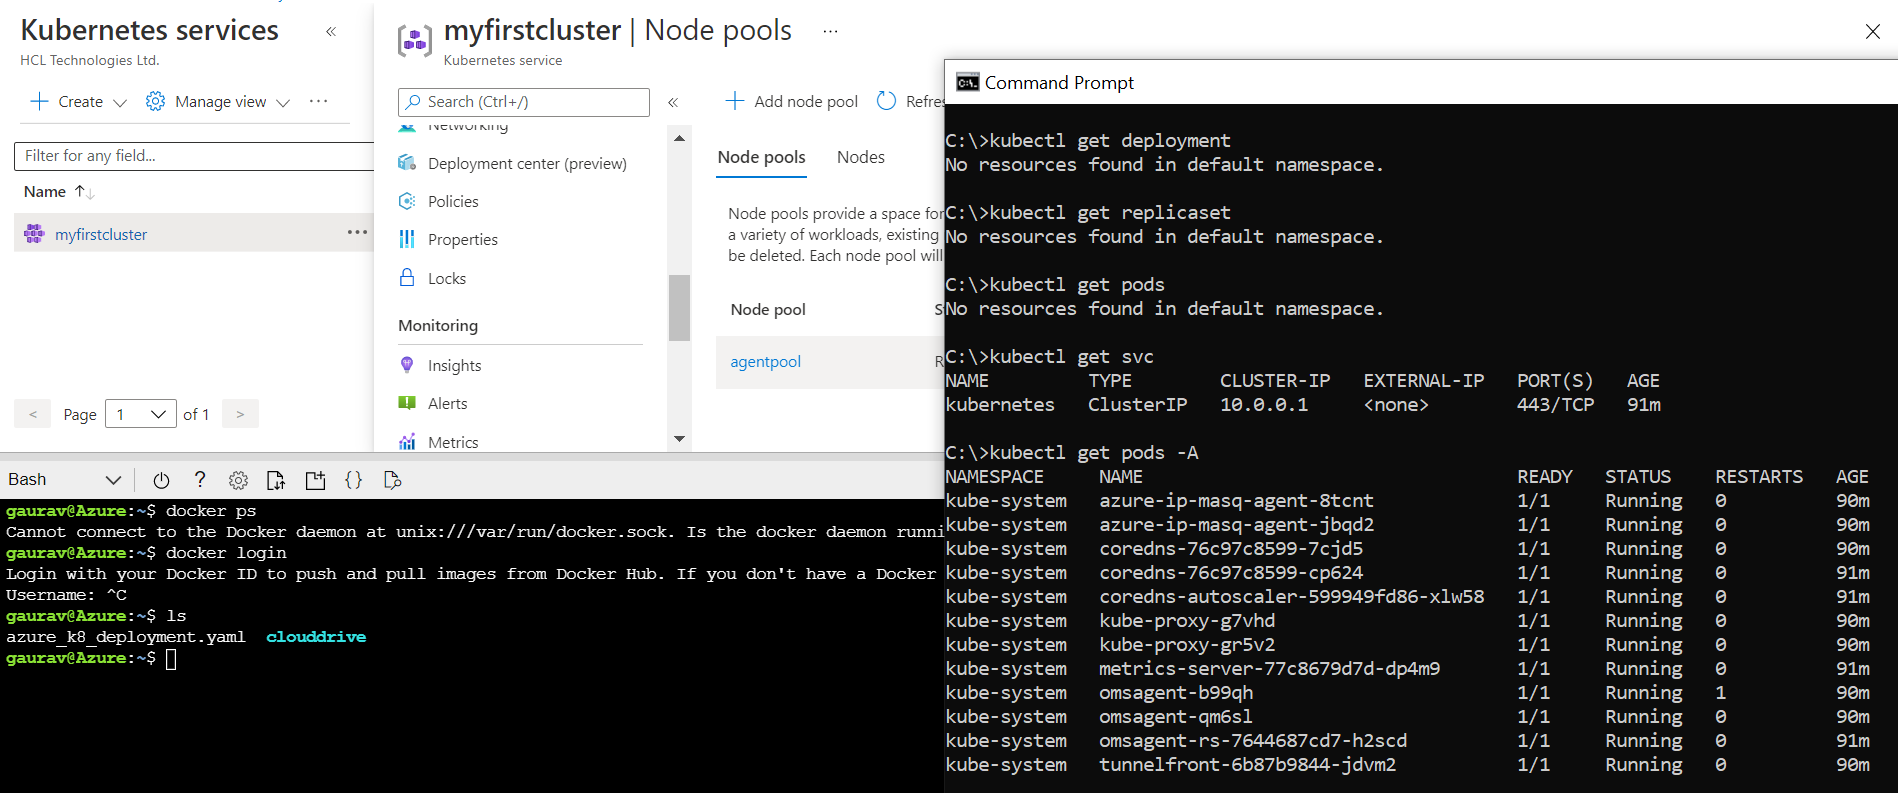 Kubernetes services «
HCL Technologies Ltd.
+ Create Manage view ...
Filter for any field...
Name ↑↓
myfirstcluster ...
< Page 1 of 1 >
myfirstcluster | Node pools ...
Kubernetes service
Search (Ctrl+/) «
Networking
Deployment center (preview)
Policies
Properties
Locks
Monitoring
Insights
Alerts
Metrics
+ Add node pool
Node pools Nodes
Node pools provide a space for
a variety of workloads, existing
be deleted. Each node pool will
Node pool
agentpool
Bash
gaurav@Azure:~$ docker ps
Cannot connect to the Docker daemon at unix:///var/run/docker.sock. Is the docker daemon runni
gaurav@Azure:~$ docker login
Login with your Docker ID to push and pull images from Docker Hub. If you don't have a Docker
Username: ^C
gaurav@Azure:~$ ls
azure_k8_deployment.yaml clouddrive
gaurav@Azure:~$
Command Prompt
C:\>kubectl get deployment
No resources found in default namespace.
C:\>kubectl get replicaset
No resources found in default namespace.
C:\>kubectl get pods
No resources found in default namespace.
C:\>kubectl get svc
NAME TYPE CLUSTER-IP EXTERNAL-IP PORT(S) AGE
kubernetes ClusterIP 10.0.0.1 <none> 443/TCP 91m
C:\>kubectl get pods -A
NAMESPACE NAME READY STATUS RESTARTS AGE
kube-system azure-ip-masq-agent-8tcnt 1/1 Running 0 90m
kube-system azure-ip-masq-agent-jbqd2 1/1 Running 0 90m
kube-system coredns-76c97c8599-7cjd5 1/1 Running 0 90m
kube-system coredns-76c97c8599-cp624 1/1 Running 0 91m
kube-system coredns-autoscaler-599949fd86-xlw58 1/1 Running 0 91m
kube-system kube-proxy-g7vhd 1/1 Running 0 90m
kube-system kube-proxy-gr5v2 1/1 Running 0 90m
kube-system metrics-server-77c8679d7d-dp4m9 1/1 Running 0 91m
kube-system omsagent-b99qh 1/1 Running 1 90m
kube-system omsagent-qm6sl 1/1 Running 0 90m
kube-system omsagent-rs-7644687cd7-h2scd 1/1 Running 0 91m
kube-system tunnelfront-6b87b9844-jdvm2 1/1 Running 0 90m